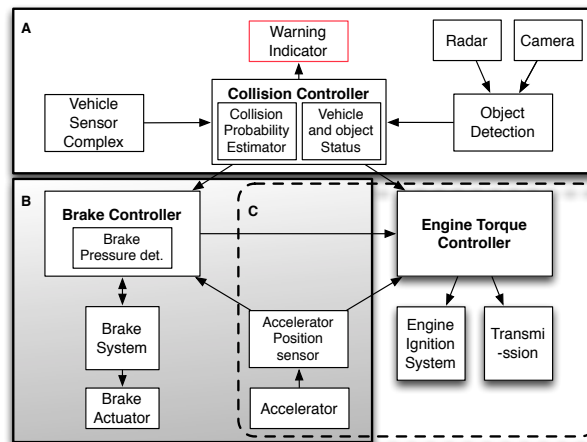 A
Warning
Indicator
Radar
Camera
Collision Controller
Vehicle
Sensor
Complex
Collision
Probability
Estimator
Vehicle
and object
Status
Object
Detection
B
Brake Controller
Brake
Pressure det.
C
Engine Torque
Controller
Brake
System
Accelerator
Position
sensor
Engine
Ignition
System
Transmi
-ssion
Brake
Actuator
Accelerator